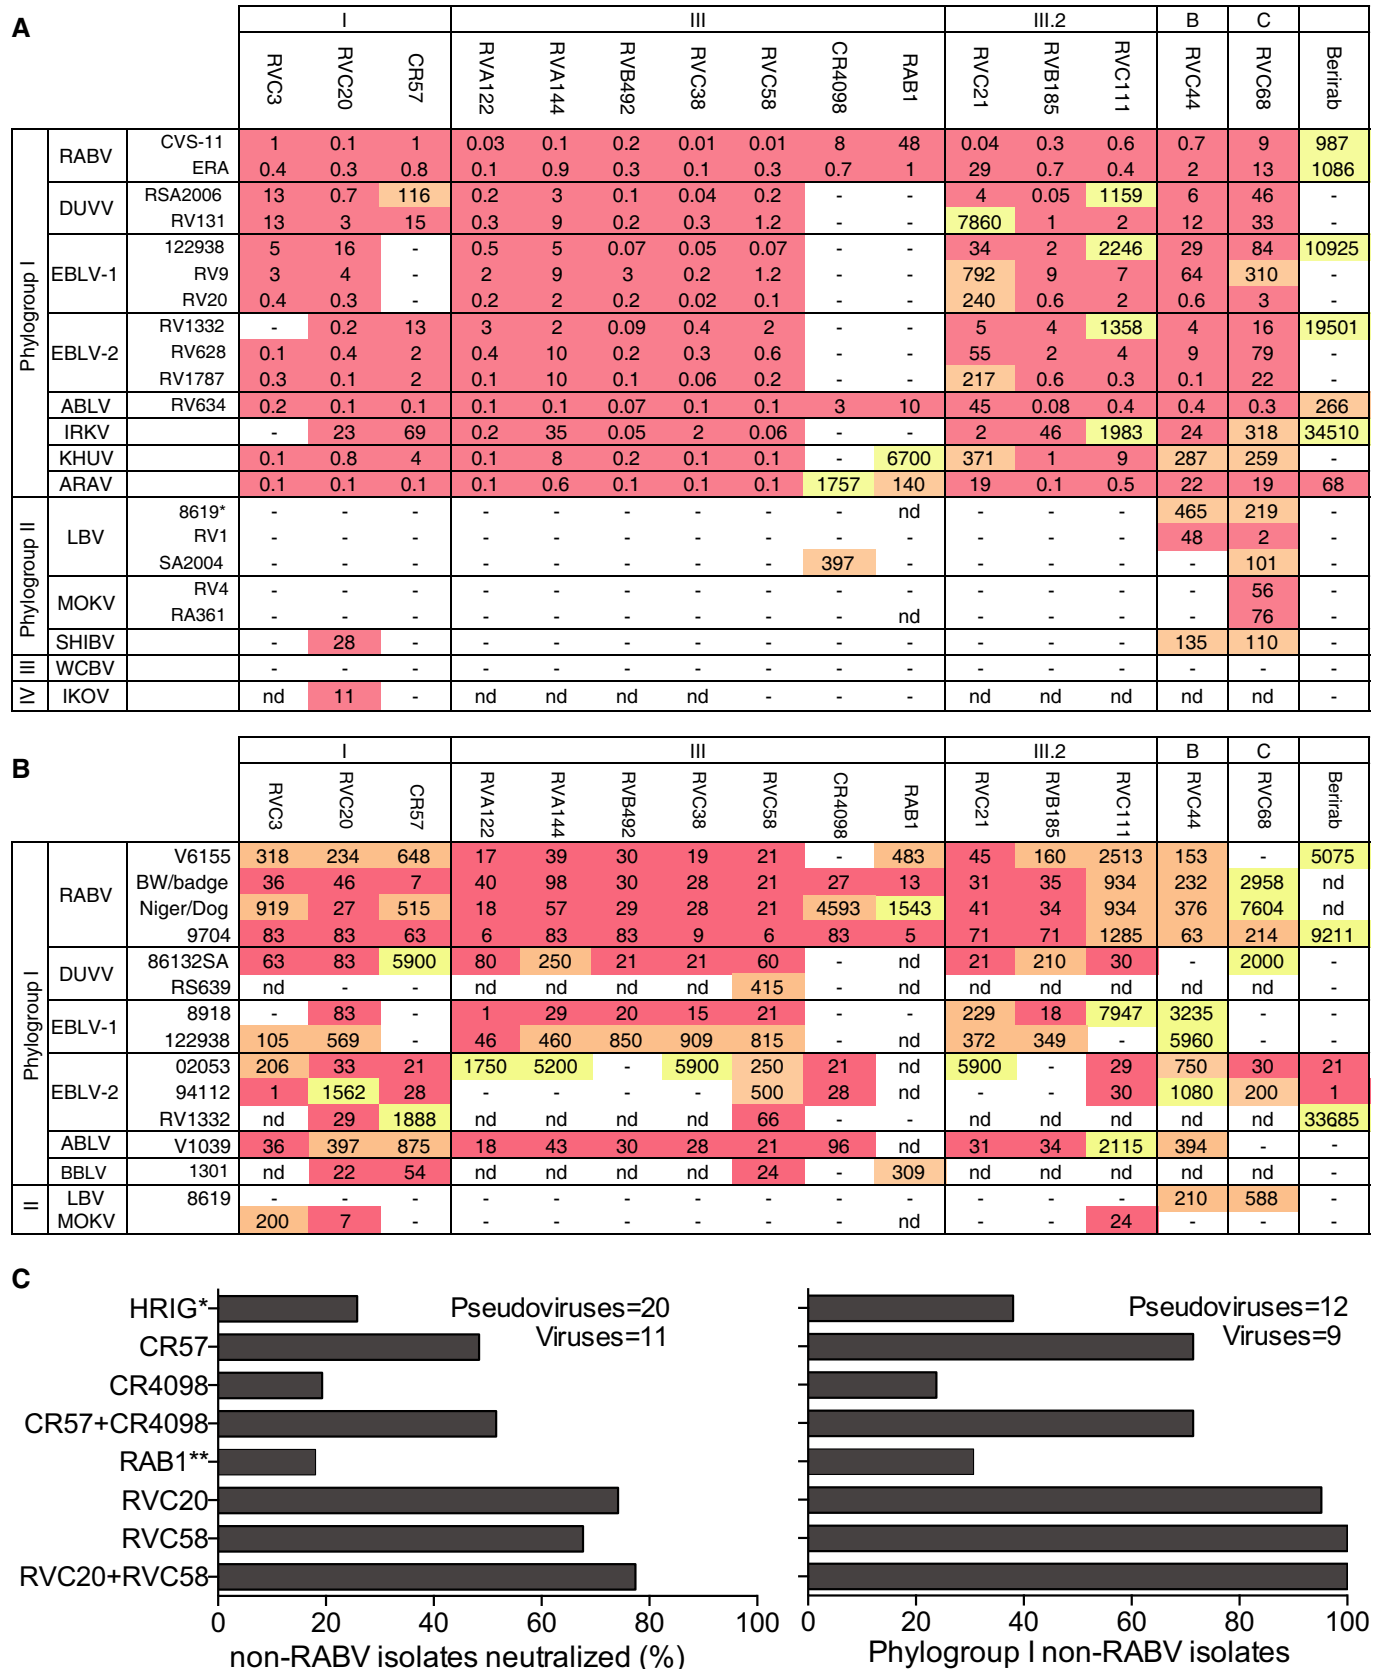 A
I III III.2 B C
RVC3 RVC20 CR57 RVA122 RVA144 RVB492 RVC38 RVC58 CR4098 RAB1 RVC21 RVB185 RVC111 RVC44 RVC68 Berirab
Phylogroup I
RABV CVS-11 1 0.1 1 0.03 0.1 0.2 0.01 0.01 8 48 0.04 0.3 0.6 0.7 9 987
ERA 0.4 0.3 0.8 0.1 0.9 0.3 0.1 0.3 0.7 1 29 0.7 0.4 2 13 1086
DUVV RSA2006 13 0.7 116 0.2 3 0.1 0.04 0.2 - - 4 0.05 1159 6 46 -
RV131 13 3 15 0.3 9 0.2 0.3 1.2 - - 7860 1 2 12 33 -
EBLV-1 122938 5 16 - 0.5 5 0.07 0.05 0.07 - - 34 2 2246 29 84 10925
RV9 3 4 - 2 9 3 0.2 1.2 - - 792 9 7 64 310 -
RV20 0.4 0.3 - 0.2 2 0.2 0.02 0.1 - - 240 0.6 2 0.6 3 -
EBLV-2 RV1332 - 0.2 13 3 2 0.09 0.4 2 - - 5 4 1358 4 16 19501
RV628 0.1 0.4 2 0.4 10 0.2 0.3 0.6 - - 55 2 4 9 79 -
RV1787 0.3 0.1 2 0.1 10 0.1 0.06 0.2 - - 217 0.6 0.3 0.1 22 -
ABLV RV634 0.2 0.1 0.1 0.1 0.1 0.07 0.1 0.1 3 10 45 0.08 0.4 0.4 0.3 266
IRKV - 23 69 0.2 35 0.05 2 0.06 - - 2 46 1983 24 318 34510
KHUV 0.1 0.8 4 0.1 8 0.2 0.1 0.1 - 6700 371 1 9 287 259 -
ARAV 0.1 0.1 0.1 0.1 0.6 0.1 0.1 0.1 1757 140 19 0.1 0.5 22 19 68
Phylogroup II
LBV 8619* - - - - - - - - - nd - - - 465 219 -
RV1 - - - - - - - - - - - - - 48 2 -
SA2004 - - - - - - - - 397 - - - - - 101 -
MOKV RV4 - - - - - - - - - - - - - - 56 -
RA361 - - - - - - - - - nd - - - - 76 -
SHIBV - 28 - - - - - - - - - - - 135 110 -
III WCBV - - - - - - - - - - - - - - - -
IV IKOV nd 11 - nd nd nd nd - - - nd nd nd nd nd -
B
I III III.2 B C
RVC3 RVC20 CR57 RVA122 RVA144 RVB492 RVC38 RVC58 CR4098 RAB1 RVC21 RVB185 RVC111 RVC44 RVC68 Berirab
Phylogroup I
RABV V6155 318 234 648 17 39 30 19 21 - 483 45 160 2513 153 - 5075
BW/badge 36 46 7 40 98 30 28 21 27 13 31 35 934 232 2958 nd
Niger/Dog 919 27 515 18 57 29 28 21 4593 1543 41 34 934 376 7604 nd
9704 83 83 63 6 83 83 9 6 83 5 71 71 1285 63 214 9211
DUVV 86132SA 63 83 5900 80 250 21 21 60 - nd 21 210 30 - 2000 -
RS639 nd - - nd nd nd nd 415 - nd nd nd nd nd nd -
EBLV-1 8918 - 83 - 1 29 20 15 21 - nd 229 18 7947 3235 - -
122938 105 569 - 46 460 850 909 815 - nd 372 349 - 5960 - -
EBLV-2 02053 206 33 21 1750 5200 - 5900 250 21 nd 5900 - 29 750 30 21
94112 1 1562 28 - - - - 500 28 nd - - 30 1080 200 1
RV1332 nd 29 1888 nd nd nd nd 66 - - nd nd nd nd nd 33685
ABLV V1039 36 397 875 18 43 30 28 21 96 nd 31 34 2115 394 - -
BBLV 1301 nd 22 54 nd nd nd nd 24 - 309 nd nd nd nd nd -
II
LBV 8619 - - - - - - - - - - - - - 210 588 -
MOKV 200 7 - - - - - - - nd - - 24 - - -
C
HRIG*
CR57
CR4098
CR57+CR4098
RAB1**
RVC20
RVC58
RVC20+RVC58
Pseudoviruses=20
Viruses=11
0 20 40 60 80 100
non-RABV isolates neutralized (%)
Pseudoviruses=12
Viruses=9
0 20 40 60 80 100
Phylogroup I non-RABV isolates